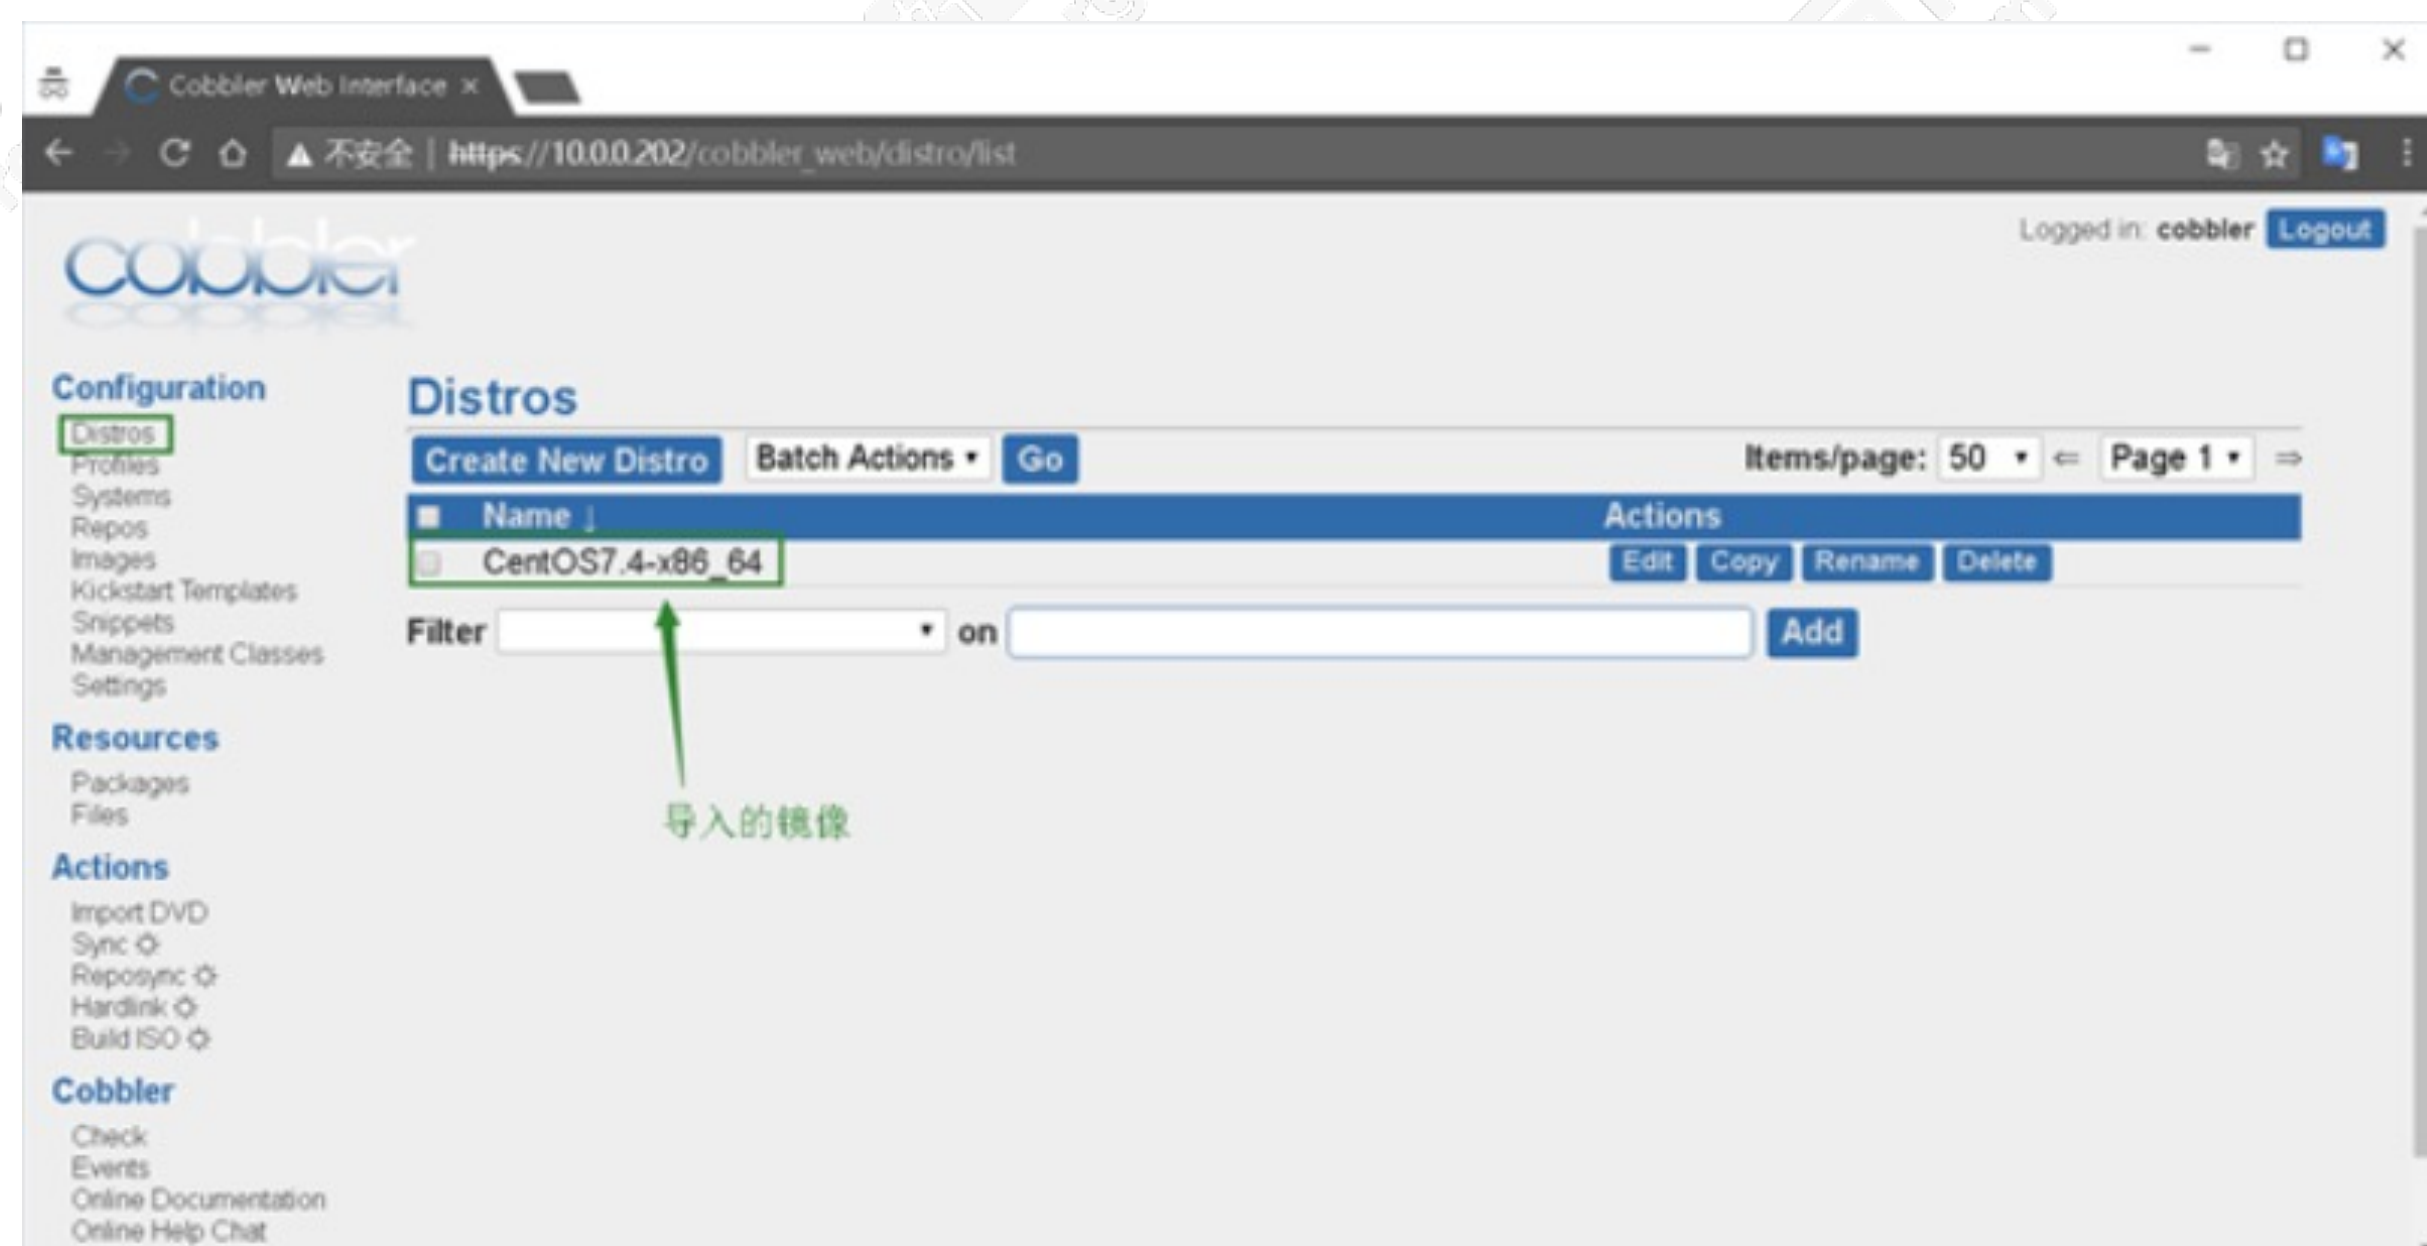 Cobbler Web Interface ×
不安全 | https://10.0.0.202/cobbler_web/distro/list
cobbler
Logged in: cobbler Logout
Configuration
Distros
Profiles
Systems
Repos
Images
Kickstart Templates
Snippets
Management Classes
Settings
Resources
Packages
Files
Actions
Import DVD
Sync
Reposync
Hardlink
Build ISO
Cobbler
Check
Events
Online Documentation
Online Help Chat
Distros
Create New Distro Batch Actions Go Items/page: 50 ⇐ Page 1 ⇒
Name ↓ Actions
CentOS7.4-x86_64 Edit Copy Rename Delete
Filter on Add
导入的镜像